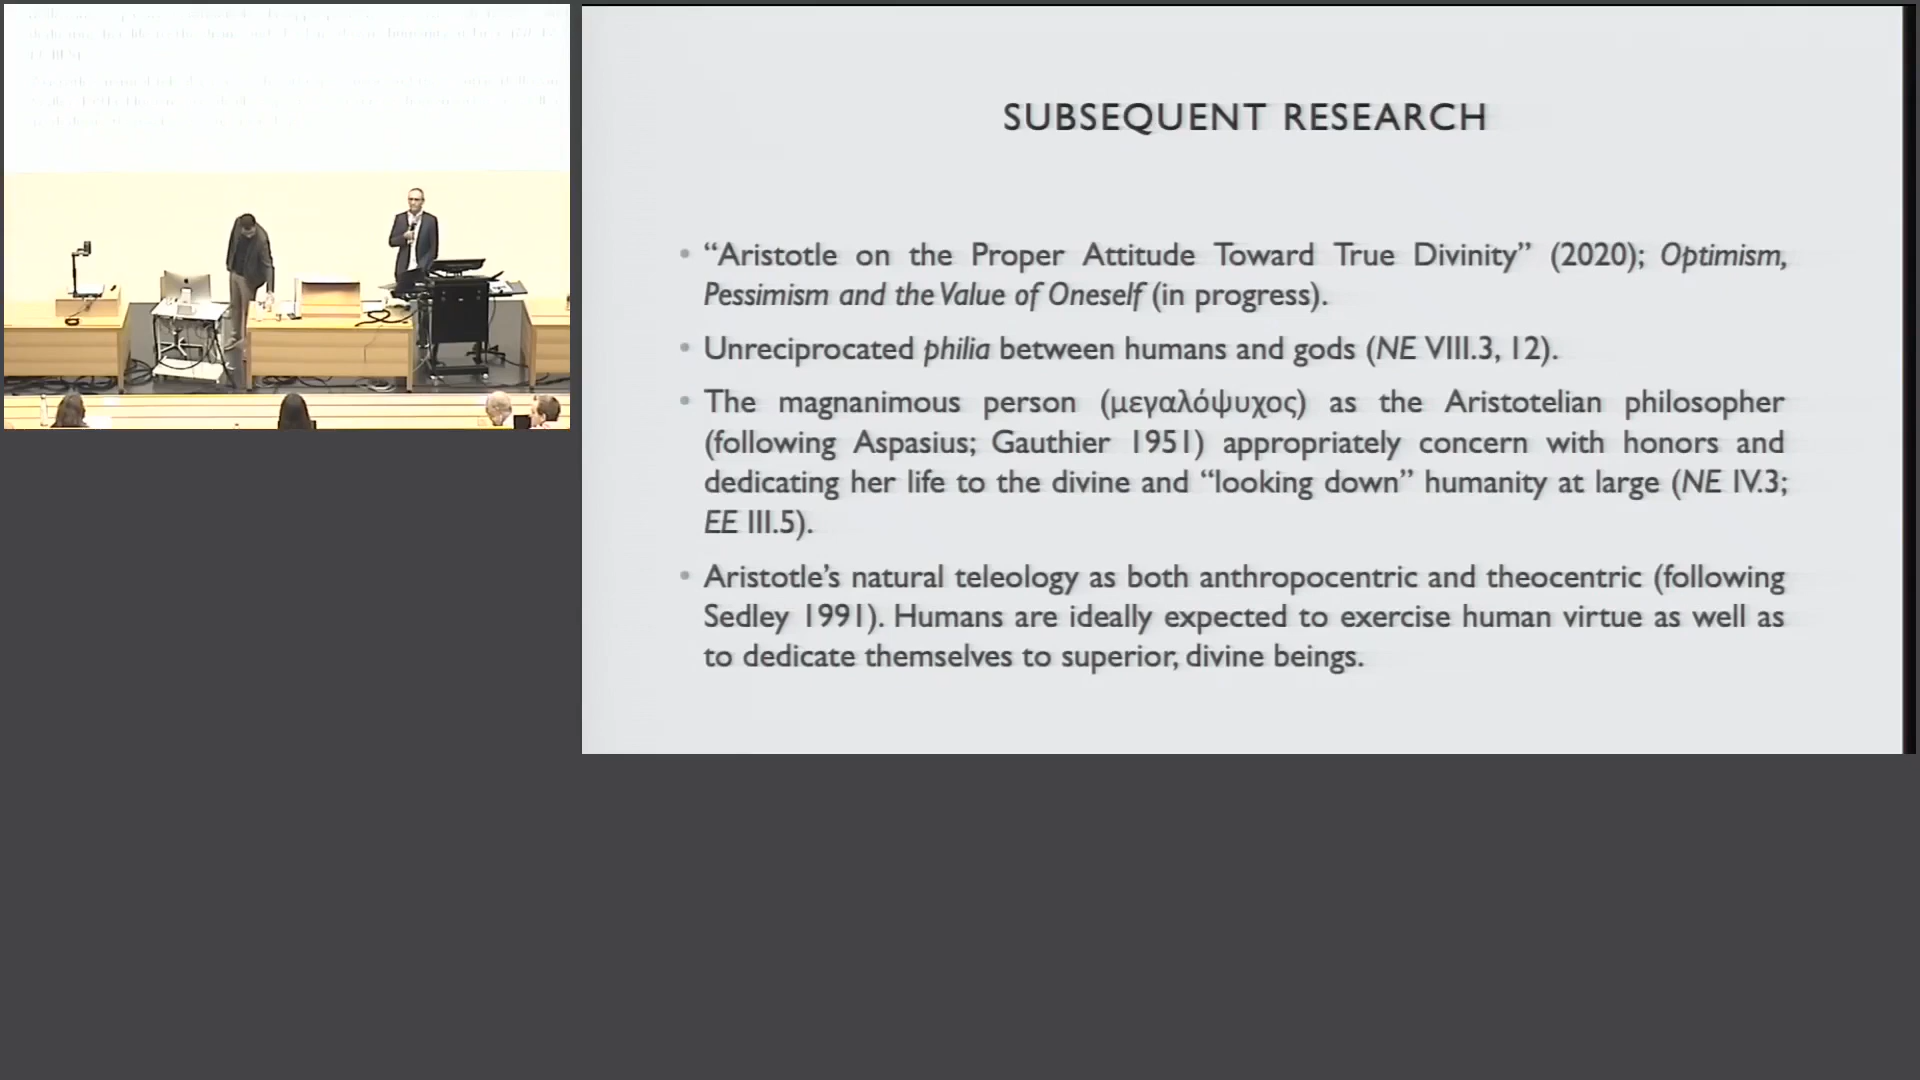 SUBSEQUENT RESEARCH
• “Aristotle on the Proper Attitude Toward True Divinity” (2020); Optimism,
Pessimism and the Value of Oneself (in progress).
• Unreciprocated philia between humans and gods (NE VIII.3, 12).
• The magnanimous person (μεγαλόψυχος) as the Aristotelian philosopher
(following Aspasius; Gauthier 1951) appropriately concern with honors and
dedicating her life to the divine and “looking down” humanity at large (NE IV.3;
EE III.5).
• Aristotle’s natural teleology as both anthropocentric and theocentric (following
Sedley 1991). Humans are ideally expected to exercise human virtue as well as
to dedicate themselves to superior, divine beings.